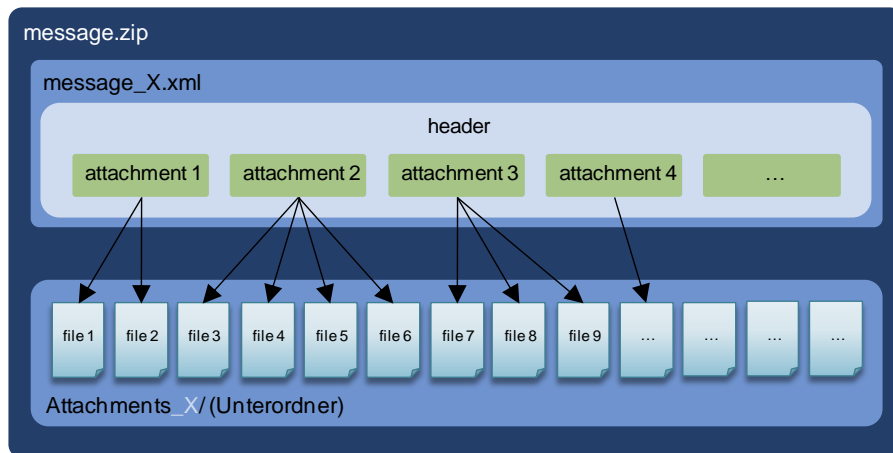 message.zip
message_X.xml
header
attachment 1 attachment 2 attachment 3 attachment 4 …
file 1 file 2 file 3 file 4 file 5 file 6 file 7 file 8 file 9 … … … …
Attachments_X/ (Unterordner)